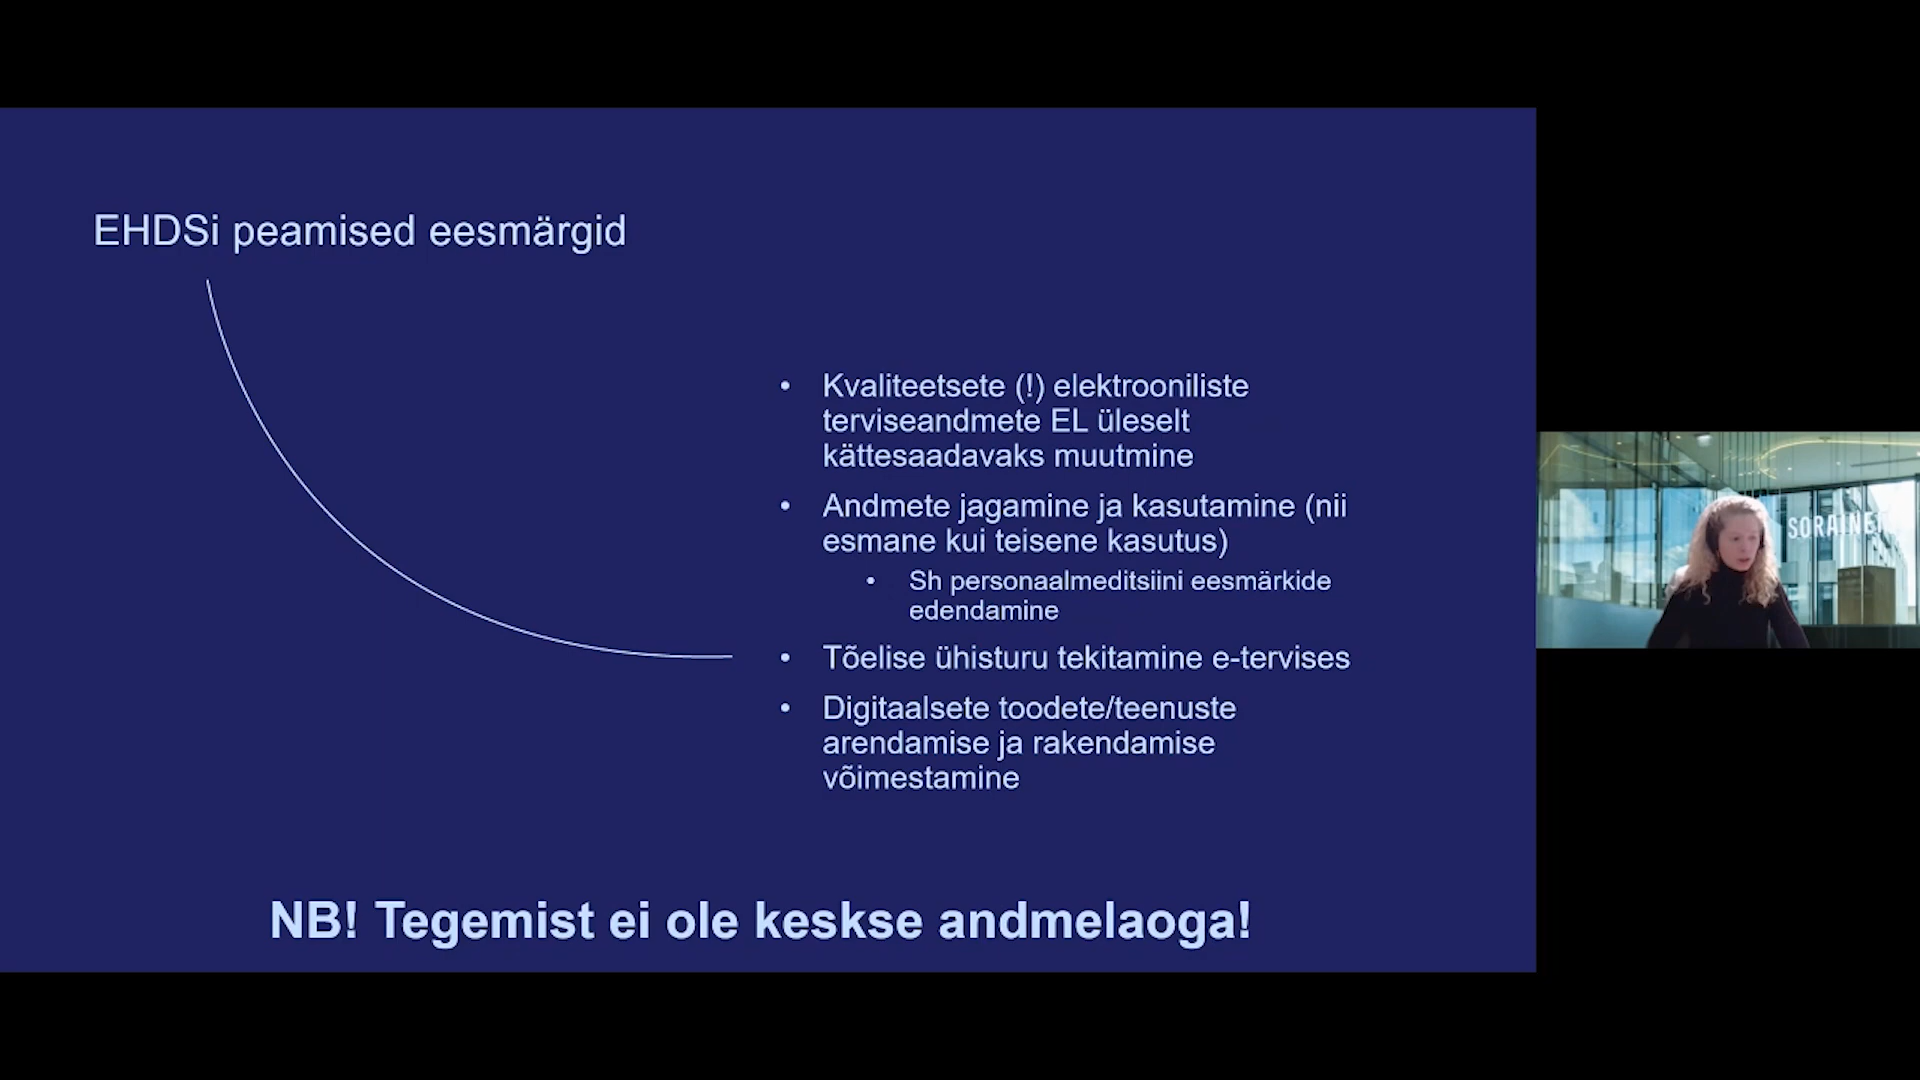 EHDSi peamised eesmärgid
• Kvaliteetsete (!) elektrooniliste
terviseandmete EL üleselt
kättesaadavaks muutmine
• Andmete jagamine ja kasutamine (nii
esmane kui teisene kasutus)
• Sh personaalmeditsiini eesmärkide
edendamine
• Tõelise ühisturu tekitamine e-tervises
• Digitaalsete toodete/teenuste
arendamise ja rakendamise
võimestamine
NB! Tegemist ei ole keskse andmelaoga!
SORAINEN